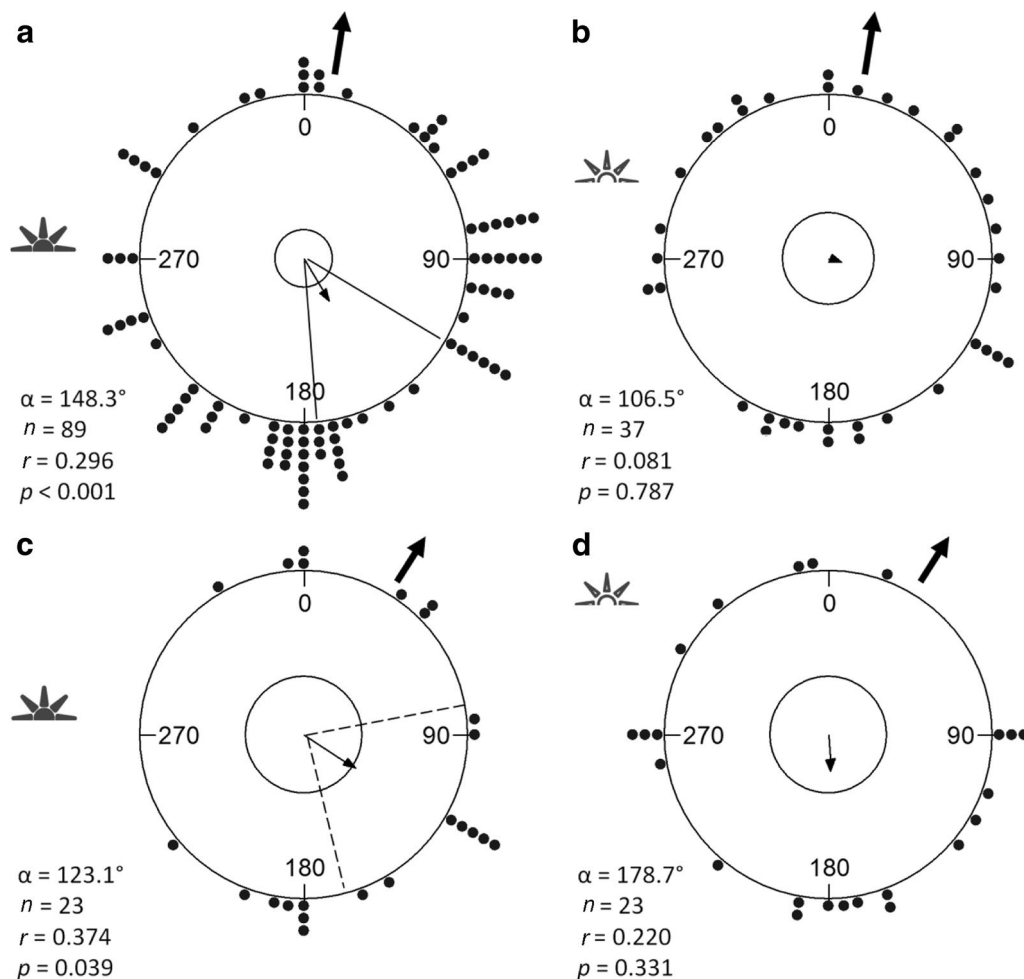 a
0
270
90
180
α = 148.3°
n = 89
r = 0.296
p < 0.001
b
0
270
90
180
α = 106.5°
n = 37
r = 0.081
p = 0.787
c
0
270
90
180
α = 123.1°
n = 23
r = 0.374
p = 0.039
d
0
270
90
180
α = 178.7°
n = 23
r = 0.220
p = 0.331